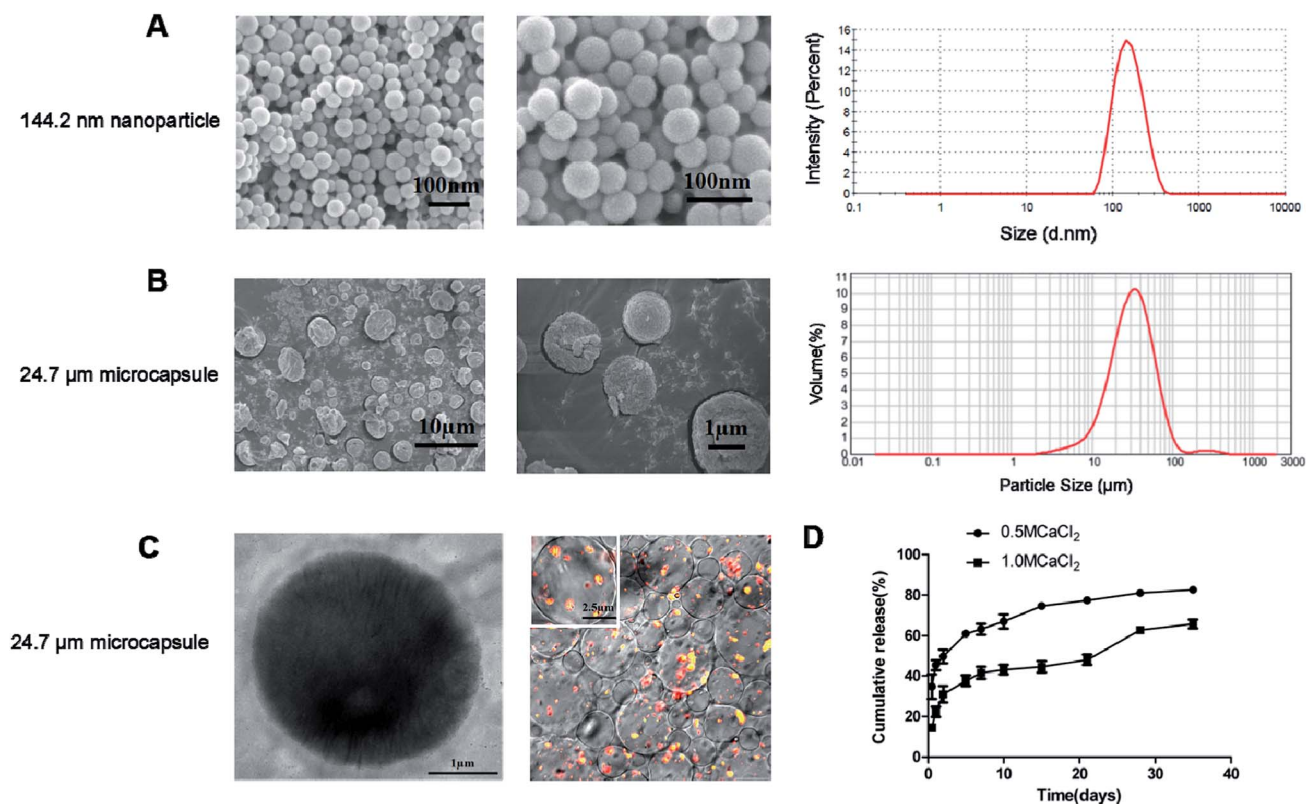 A
144.2 nm nanoparticle
100nm
100nm
Intensity (Percent)
16
14
12
10
8
6
4
2
0
0.1
1
10
100
1000
10000
Size (d.nm)
B
24.7 µm microcapsule
10µm
1µm
Volume(%)
11
10
9
8
7
6
5
4
3
2
1
0
0.01
0.1
1
10
100
1000
3000
Particle Size (µm)
C
24.7 µm microcapsule
1µm
2.5µm
D
0.5MCaCl₂
1.0MCaCl₂
Cumulative release(%)
100
80
60
40
20
0
0
10
20
30
40
Time(days)